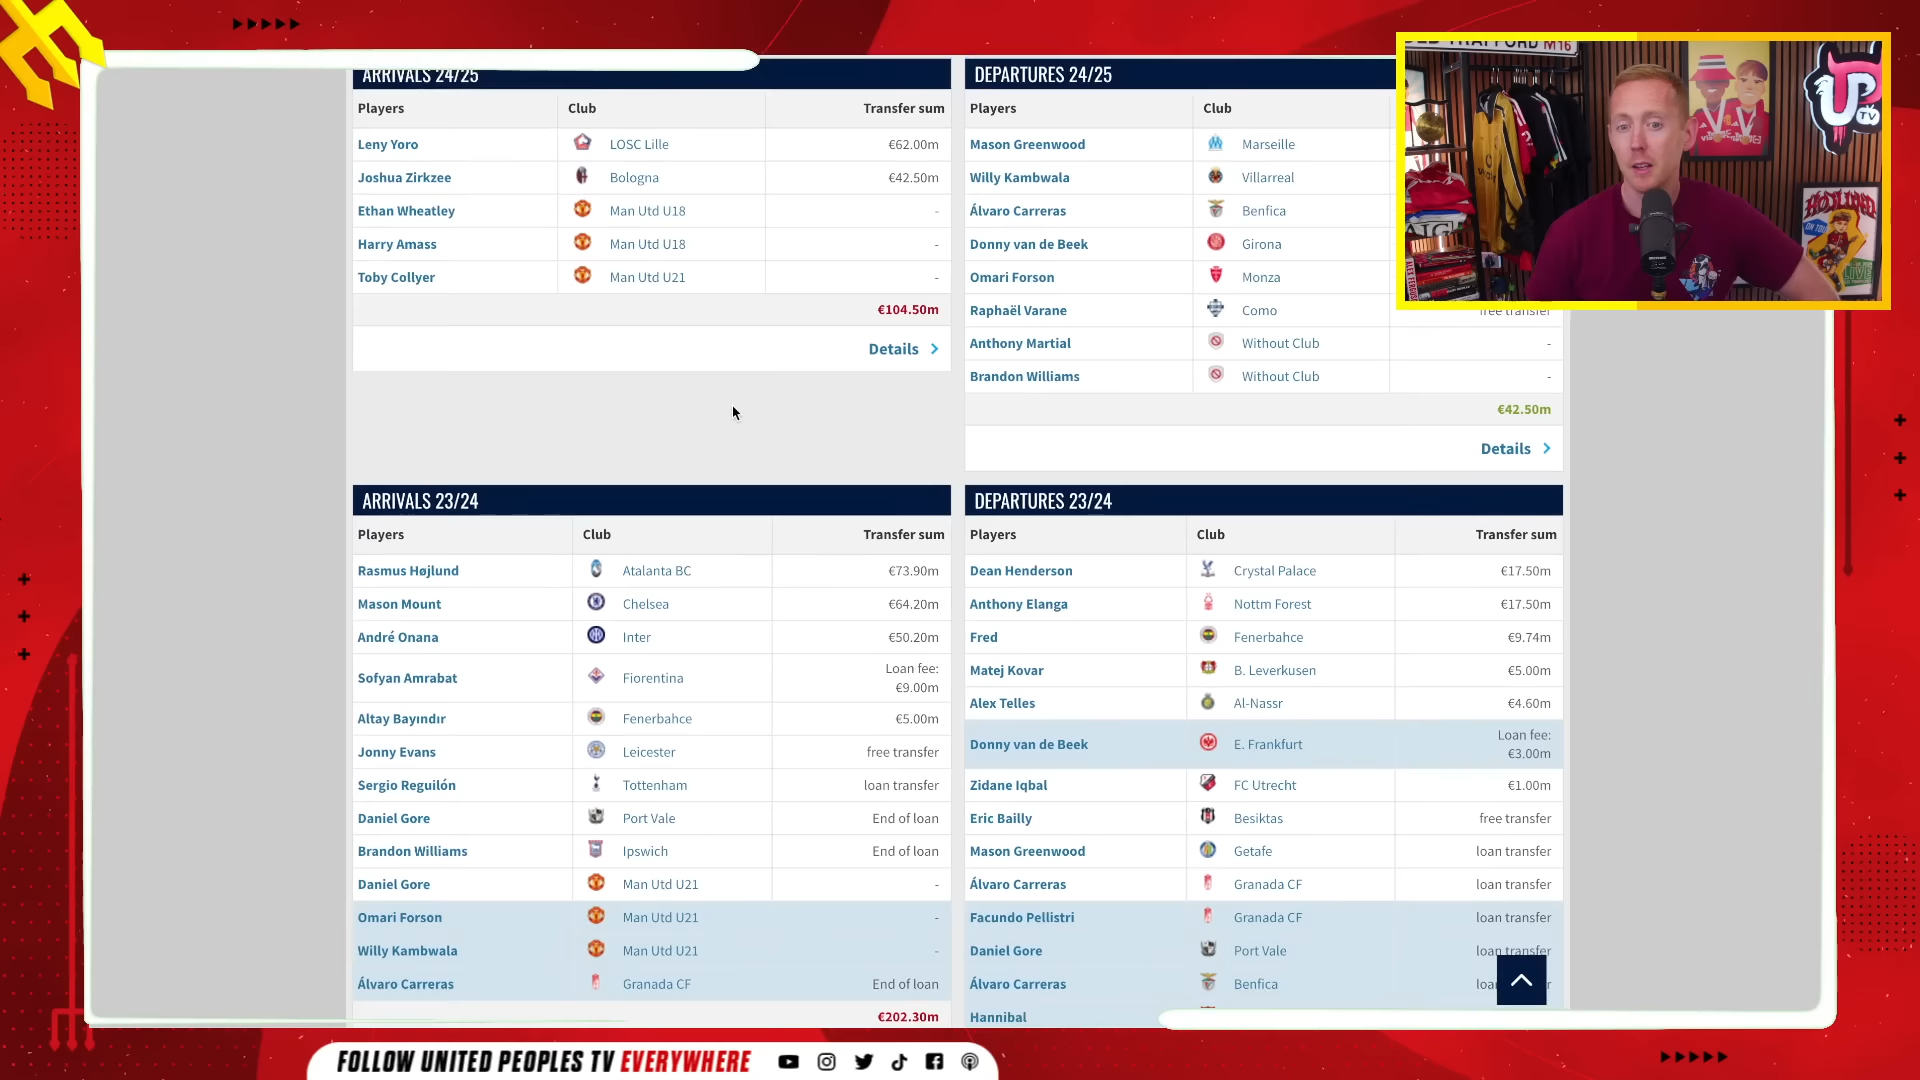 ARRIVALS 24/25
Players Club Transfer sum
Leny Yoro LOSC Lille €62.00m
Joshua Zirkzee Bologna €42.50m
Ethan Wheatley Man Utd U18 -
Harry Amass Man Utd U18 -
Toby Collyer Man Utd U21 -
€104.50m
Details
DEPARTURES 24/25
Players Club
Mason Greenwood Marseille
Willy Kambwala Villarreal
Álvaro Carreras Benfica
Donny van de Beek Girona
Omari Forson Monza
Raphaël Varane Como free transfer
Anthony Martial Without Club -
Brandon Williams Without Club -
€42.50m
Details
ARRIVALS 23/24
Players Club Transfer sum
Rasmus Højlund Atalanta BC €73.90m
Mason Mount Chelsea €64.20m
André Onana Inter €50.20m
Sofyan Amrabat Fiorentina Loan fee: €9.00m
Altay Bayındır Fenerbahce €5.00m
Jonny Evans Leicester free transfer
Sergio Reguilón Tottenham loan transfer
Daniel Gore Port Vale End of loan
Brandon Williams Ipswich End of loan
Daniel Gore Man Utd U21 -
Omari Forson Man Utd U21 -
Willy Kambwala Man Utd U21 -
Álvaro Carreras Granada CF End of loan
€202.30m
DEPARTURES 23/24
Players Club Transfer sum
Dean Henderson Crystal Palace €17.50m
Anthony Elanga Nottm Forest €17.50m
Fred Fenerbahce €9.74m
Matej Kovar B. Leverkusen €5.00m
Alex Telles Al-Nassr €4.60m
Donny van de Beek E. Frankfurt Loan fee: €3.00m
Zidane Iqbal FC Utrecht €1.00m
Eric Bailly Besiktas free transfer
Mason Greenwood Getafe loan transfer
Álvaro Carreras Granada CF loan transfer
Facundo Pellistri Granada CF loan transfer
Daniel Gore Port Vale loan transfer
Álvaro Carreras Benfica
Hannibal
TRAFFORD M16
UP
TV
HOJLUND
LIVE
FOLLOW UNITED PEOPLES TV EVERYWHERE